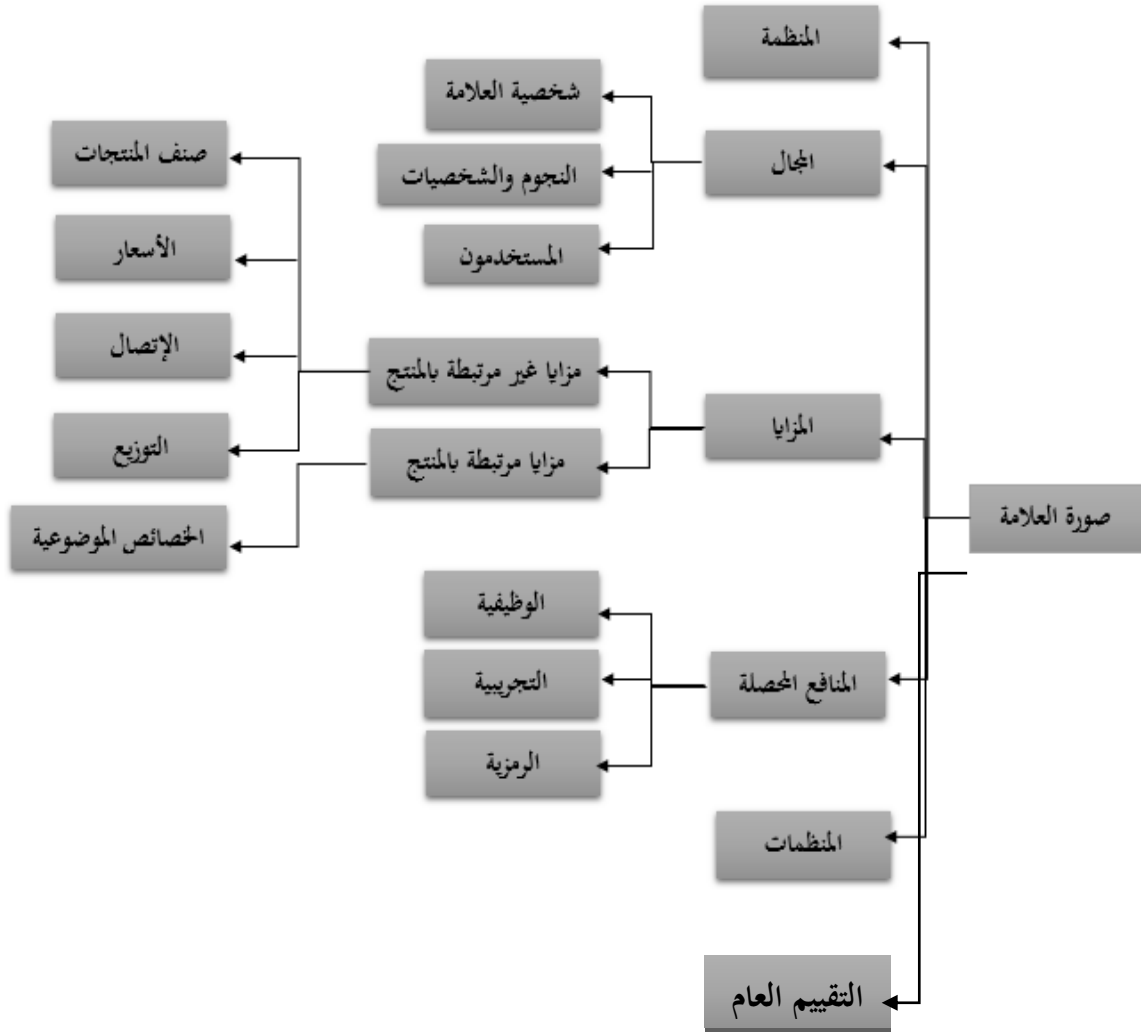 صورة العلامة
المنظمة
المجال
شخصية العلامة
النجوم والشخصيات
المستخدمون
المزايا
مزايا غير مرتبطة بالمنتج
صنف المنتجات
الأسعار
الإتصال
التوزيع
مزايا مرتبطة بالمنتج
الخصائص الموضوعية
المنافع المحصلة
الوظيفية
التجريبية
الرمزية
المنظمات
التقييم العام